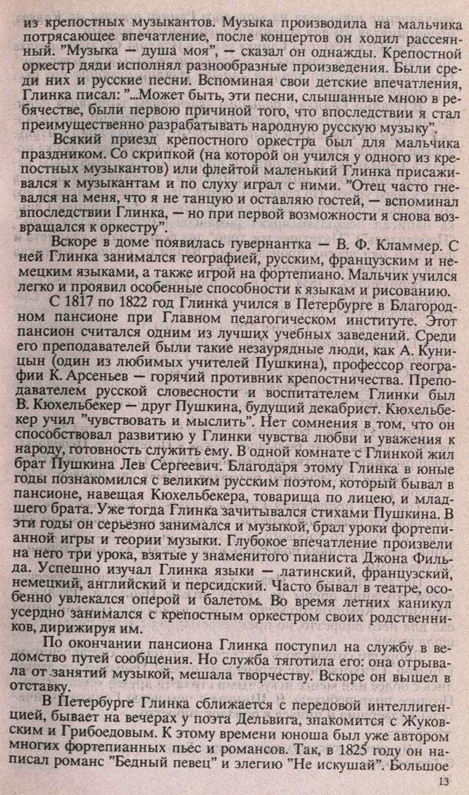 из крепостных музыкантов. Музыка производила на мальчика
потрясающее впечатление, после концертов он ходил рассеян-
ный. "Музыка — душа моя", — сказал он однажды. Крепостной
оркестр дяди исполнял разнообразные произведения. Были сре-
ди них и русские песни. Вспоминая свои детские впечатления,
Глинка писал: "...Может быть, эти песни, слышанные мною в ре-
бячестве, были первою причиной того, что впоследствии я стал
преимущественно разрабатывать народную русскую музыку".
Всякий приезд крепостного оркестра был для мальчика
праздником. Со скрипкой (на которой он учился у одного из кре-
постных музыкантов) или флейтой маленький Глинка присажи-
вался к музыкантам и по слуху играл с ними. "Отец часто гне-
вался на меня, что я не танцую и оставляю гостей, — вспоминал
впоследствии Глинка, — но при первой возможности я снова воз-
вращался к оркестру".
Вскоре в доме появилась гувернантка — В. Ф. Кламмер. С
ней Глинка занимался географией, русским, французским и не-
мецким языками, а также игрой на фортепиано. Мальчик учился
легко и проявил особенные способности к языкам и рисованию.
С 1817 по 1822 год Глинка учился в Петербурге в Благород-
ном пансионе при Главном педагогическом институте. Этот
пансион считался одним из лучших учебных заведений. Среди
его преподавателей были такие незаурядные люди, как А. Куни-
цын (один из любимых учителей Пушкина), профессор геогра-
фии К. Арсеньев — горячий противник крепостничества. Препо-
давателем русской словесности и воспитателем Глинки был
В. Кюхельбекер — друг Пушкина, будущий декабрист. Кюхельбе-
кер учил "чувствовать и мыслить". Нет сомнения в том, что он
способствовал развитию у Глинки чувства любви и уважения к
народу, готовность служить ему. В одной комнате с Глинкой жил
брат Пушкина Лев Сергеевич. Благодаря этому Глинка в юные
годы познакомился с великим русским поэтом, который бывал в
пансионе, навещая Кюхельбекера, товарища по лицею, и млад-
шего брата. Уже тогда Глинка зачитывался стихами Пушкина. В
эти годы он серьезно занимался и музыкой, брал уроки фортепи-
анной игры и теории музыки. Глубокое впечатление произвели
на него три урока, взятые у знаменитого пианиста Джона Филь-
да. Успешно изучал Глинка языки — латинский, французский,
немецкий, английский и персидский. Часто бывал в театре, осо-
бенно увлекался оперой и балетом. Во время летних каникул
усердно занимался с крепостным оркестром своих родственни-
ков, дирижируя им.
По окончании пансиона Глинка поступил на службу в ве-
домство путей сообщения. Но служба тяготила его: она отрыва-
ла от занятий музыкой, мешала творчеству. Вскоре он вышел в
отставку.
В Петербурге Глинка сближается с передовой интеллиген-
цией, бывает на вечерах у поэта Дельвига, знакомится с Жуков-
ским и Грибоедовым. К этому времени юноша был уже автором
многих фортепианных пьес и романсов. Так, в 1825 году он на-
писал романс "Бедный певец" и элегию "Не искушай". Большое
13